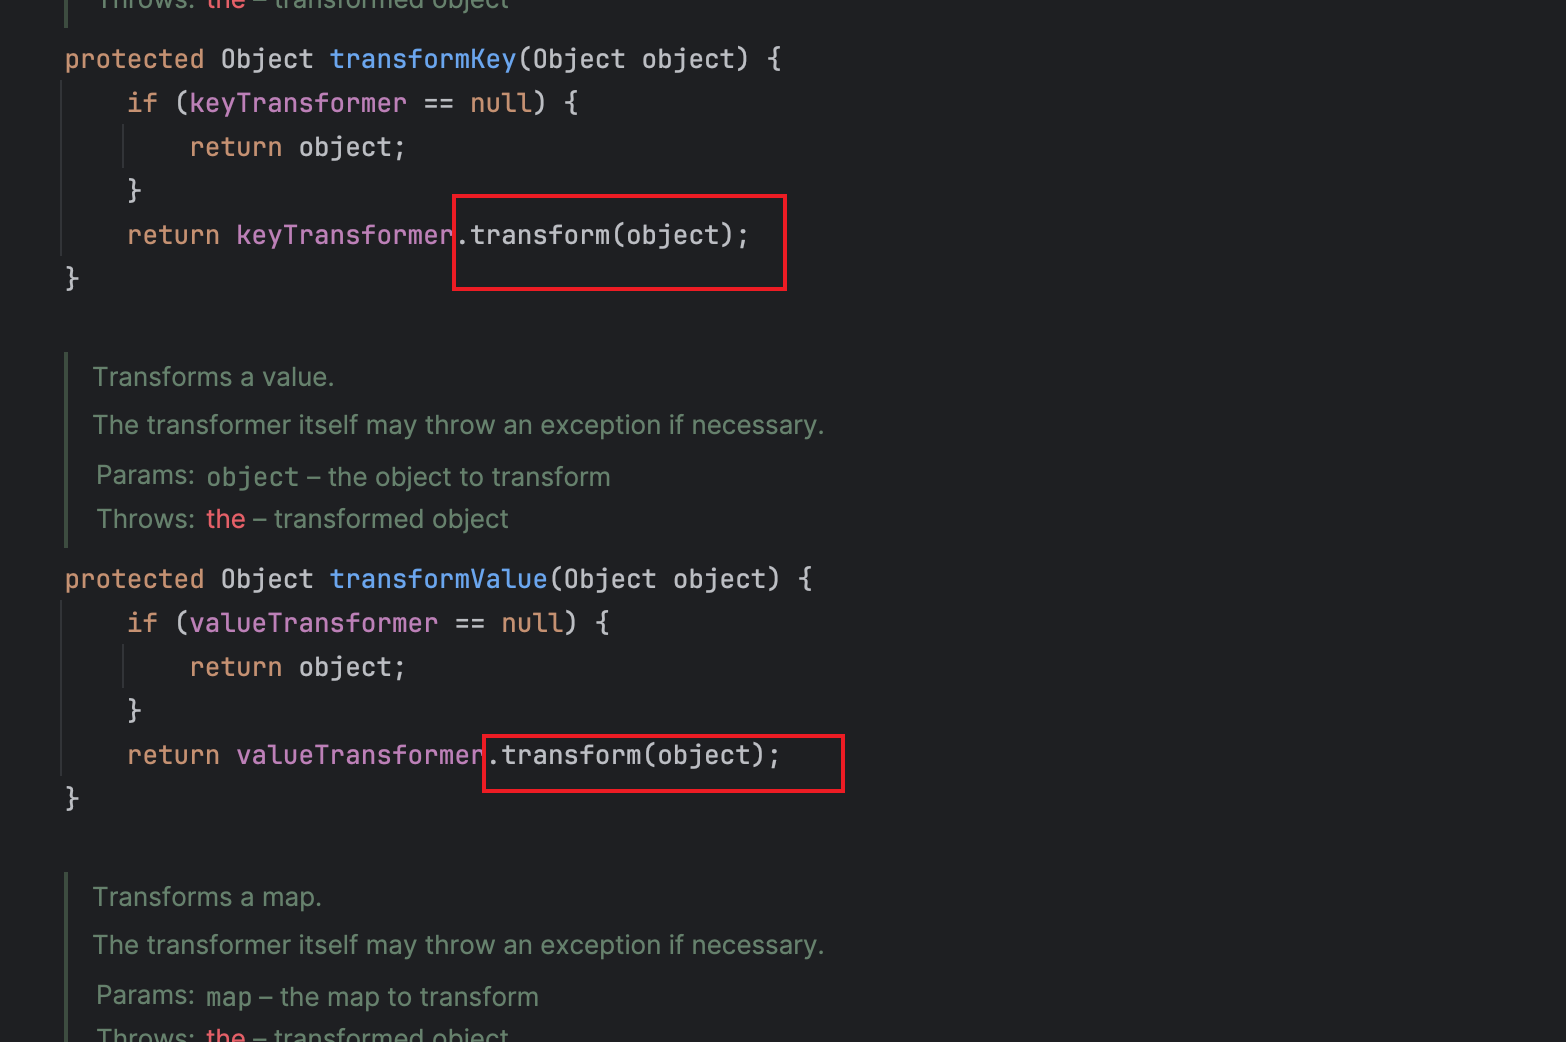 Throws: the – transformed object
protected Object transformKey(Object object) {
if (keyTransformer == null) {
return object;
}
return keyTransformer.transform(object);
}
Transforms a value.
The transformer itself may throw an exception if necessary.
Params: object – the object to transform
Throws: the – transformed object
protected Object transformValue(Object object) {
if (valueTransformer == null) {
return object;
}
return valueTransformer.transform(object);
}
Transforms a map.
The transformer itself may throw an exception if necessary.
Params: map – the map to transform
Throws: the – transformed object